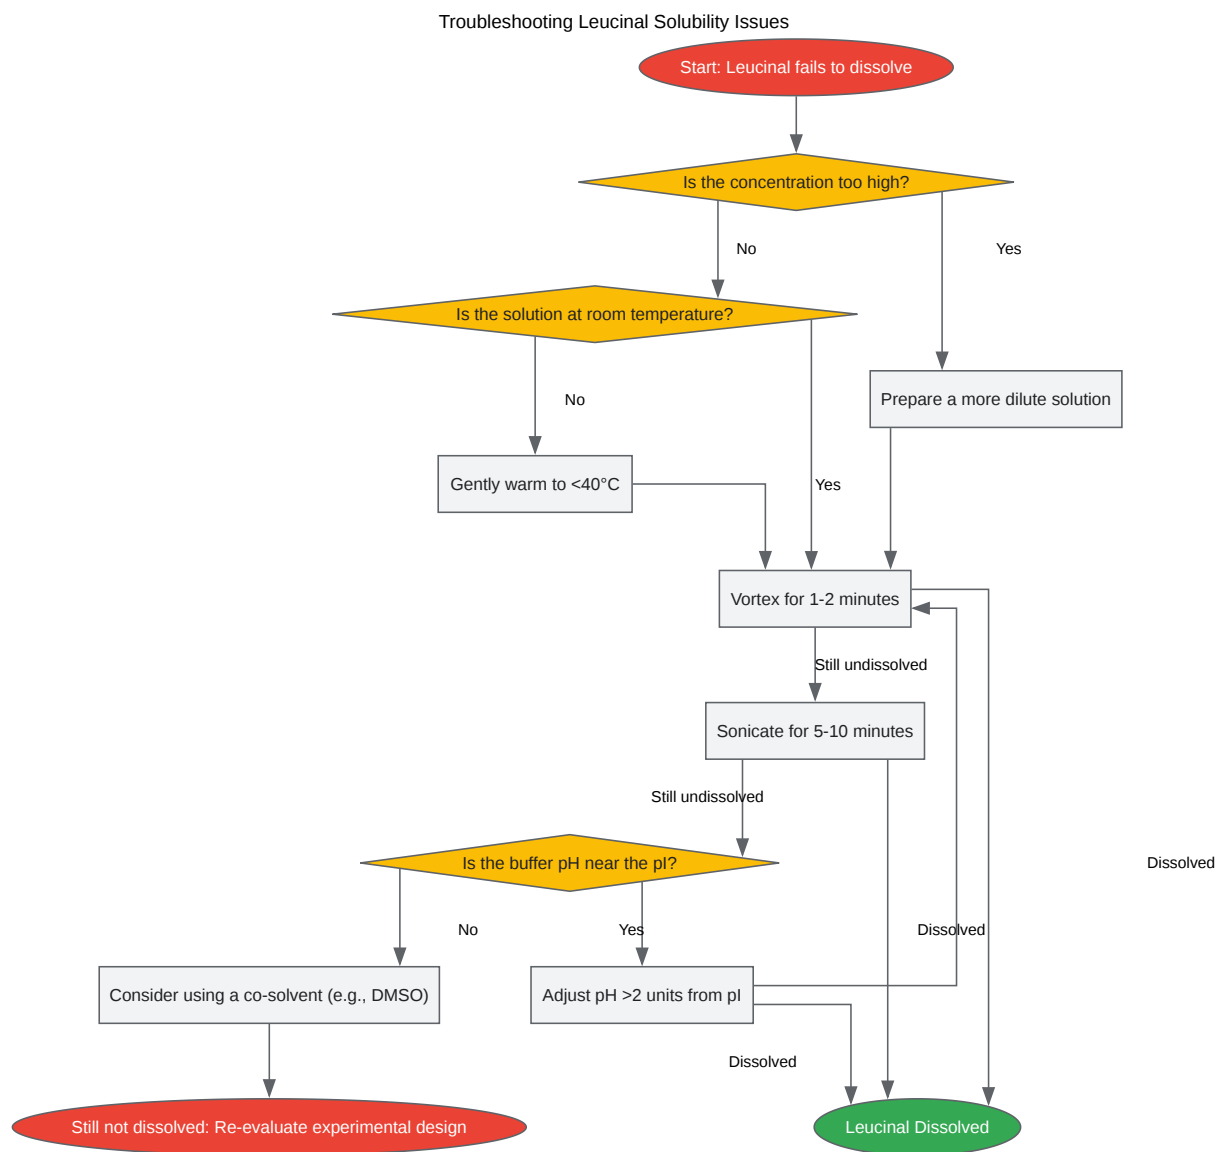 Troubleshooting Leucinal Solubility Issues
Start: Leucinal fails to dissolve
Is the concentration too high?
No
Yes
Is the solution at room temperature?
No
Prepare a more dilute solution
Gently warm to <40°C
Yes
Vortex for 1-2 minutes
Still undissolved
Sonicate for 5-10 minutes
Still undissolved
Is the buffer pH near the pI?
Dissolved
No
Yes
Dissolved
Consider using a co-solvent (e.g., DMSO)
Adjust pH >2 units from pI
Dissolved
Still not dissolved: Re-evaluate experimental design
Leucinal Dissolved